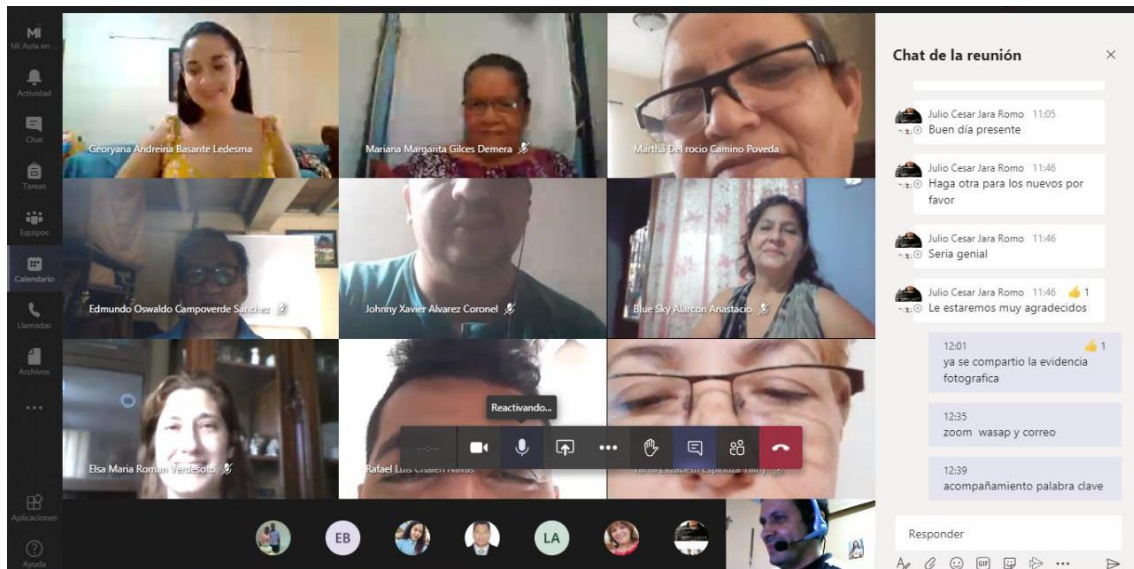 Mi Aula en ...
Actividad
Chat
Tareas
Equipos
Calendario
Llamadas
Archivos
Aplicaciones
Ayuda
Georyana Andreina Basante Ledesma
Mariana Margarita Gilces Demera
Martha Del rocio Camino Poveda
Edmundo Oswaldo Campoverde Sanchez
Johnny Xavier Alvarez Coronel
Blue Sky Alarcon Anastacio
Elsa Maria Roman Verdesoto
Reactivando...
Rafael Luis Chalen Navas
EB
LA
Chat de la reunión
Julio Cesar Jara Romo 11:05
Buen día presente
Julio Cesar Jara Romo 11:46
Haga otra para los nuevos por
favor
Julio Cesar Jara Romo 11:46
Seria genial
Julio Cesar Jara Romo 11:46 👍 1
Le estaremos muy agradecidos
12:01 👍 1
ya se compartio la evidencia
fotografica
12:35
zoom wasap y correo
12:39
acompañamiento palabra clave
Responder
GIF